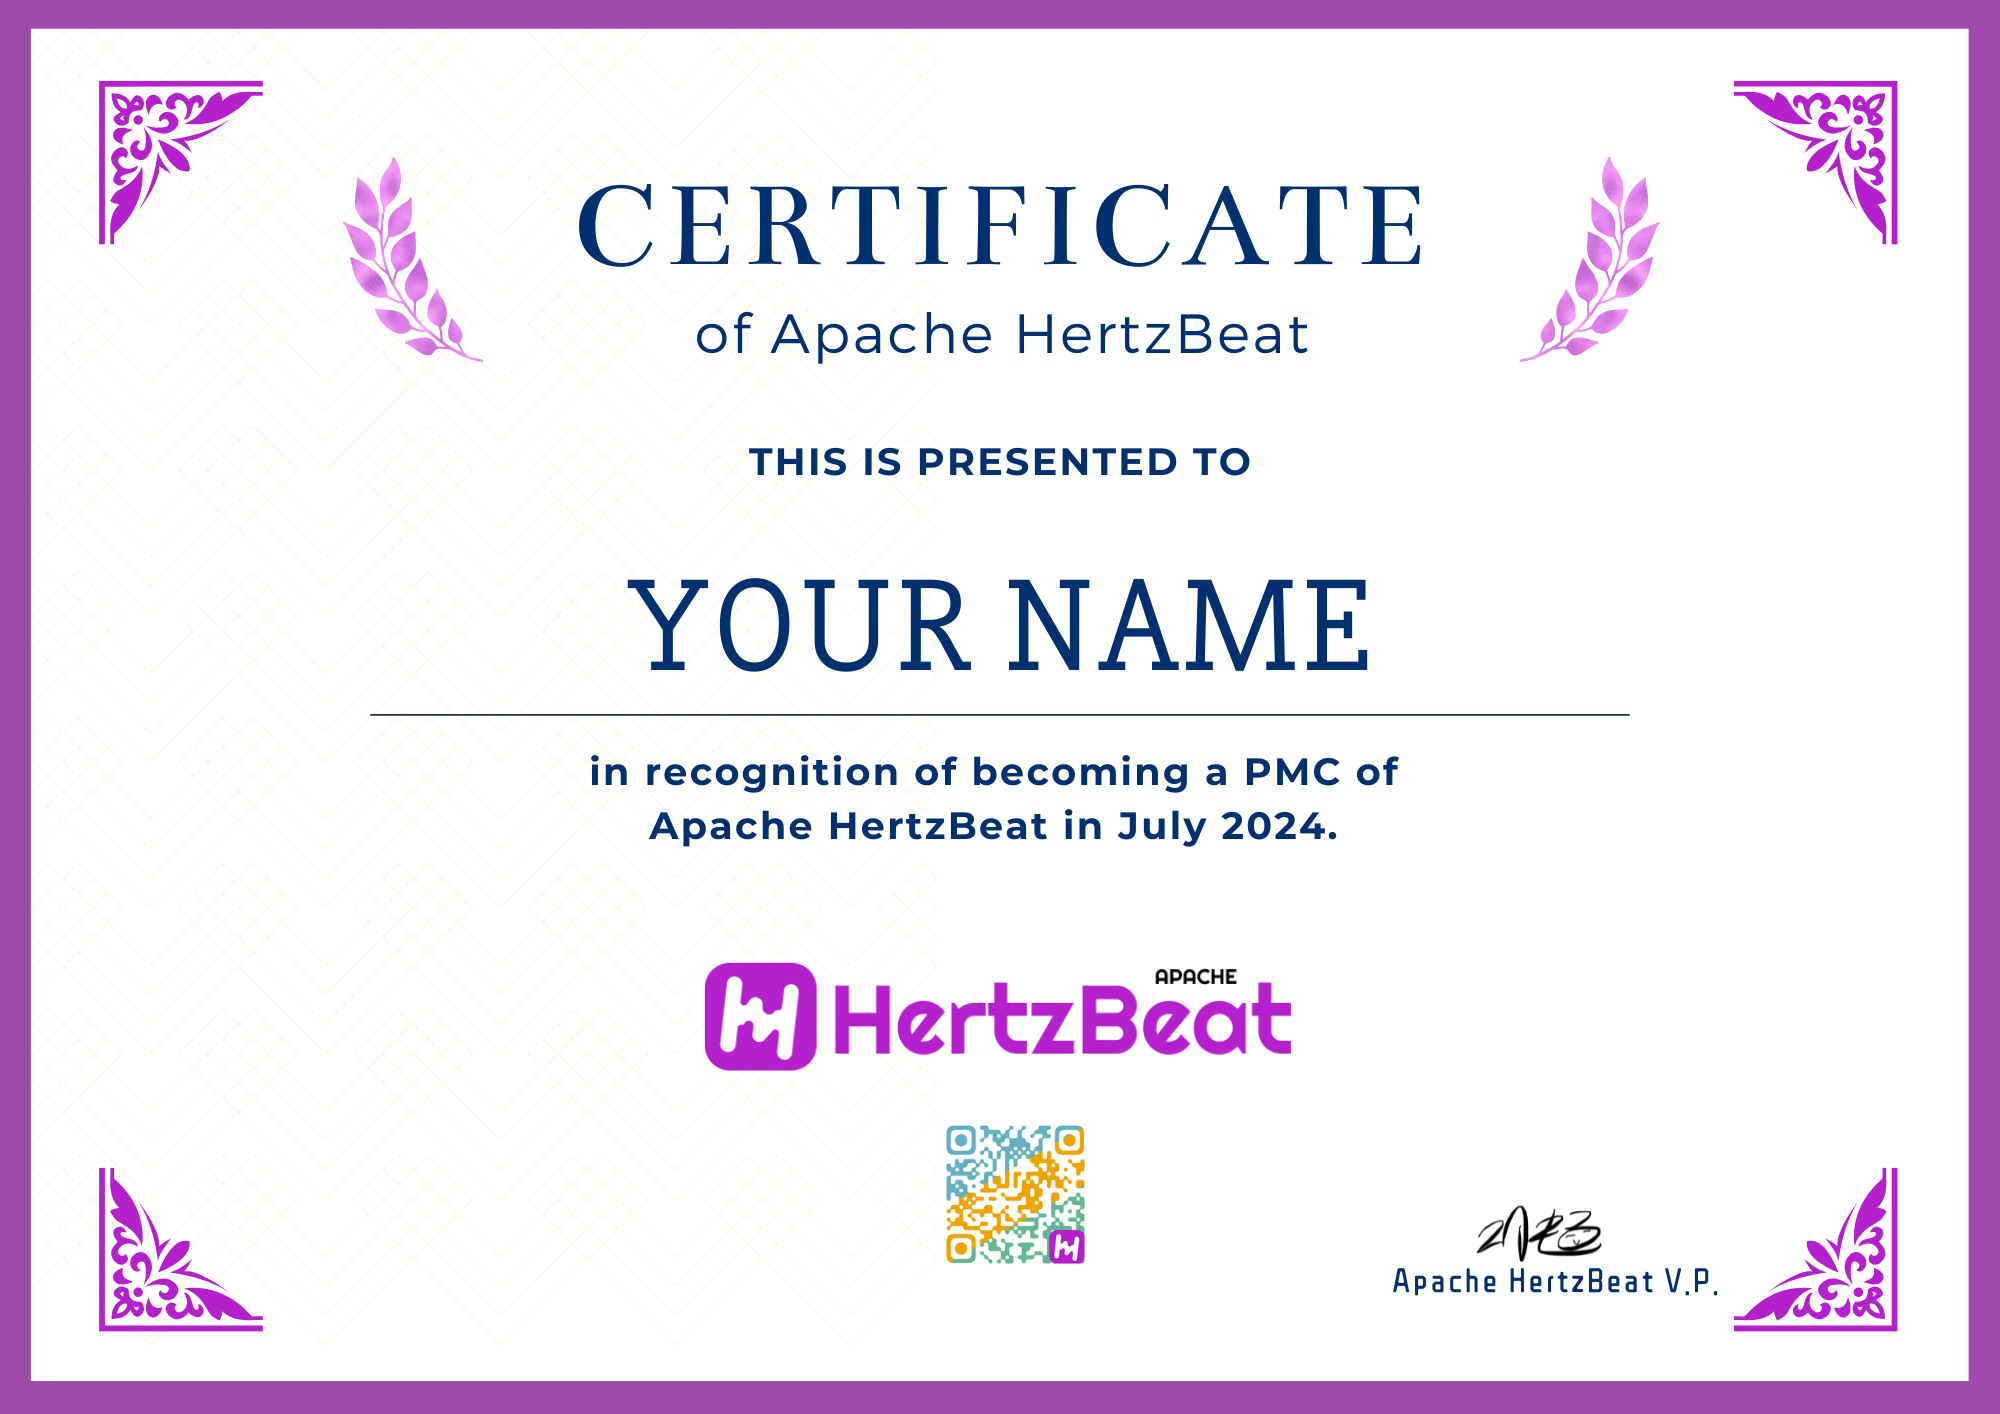 CERTIFICATE
of Apache HertzBeat
THIS IS PRESENTED TO
YOUR NAME
in recognition of becoming a PMC of
Apache HertzBeat in July 2024.
APACHE
HertzBeat
Apache HertzBeat V.P.